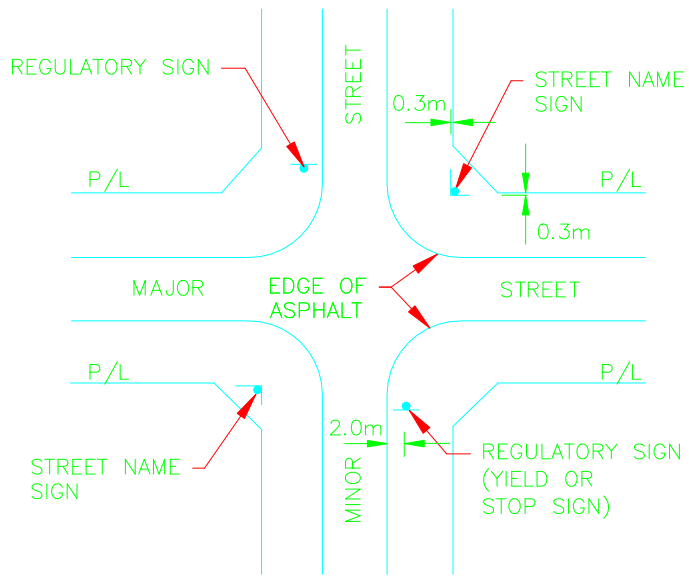 REGULATORY SIGN
STREET
STREET NAME
SIGN
0.3m
P/L
P/L
0.3m
MAJOR
EDGE OF
ASPHALT
STREET
P/L
P/L
2.0m
STREET NAME
SIGN
MINOR
REGULATORY SIGN
(YIELD OR
STOP SIGN)